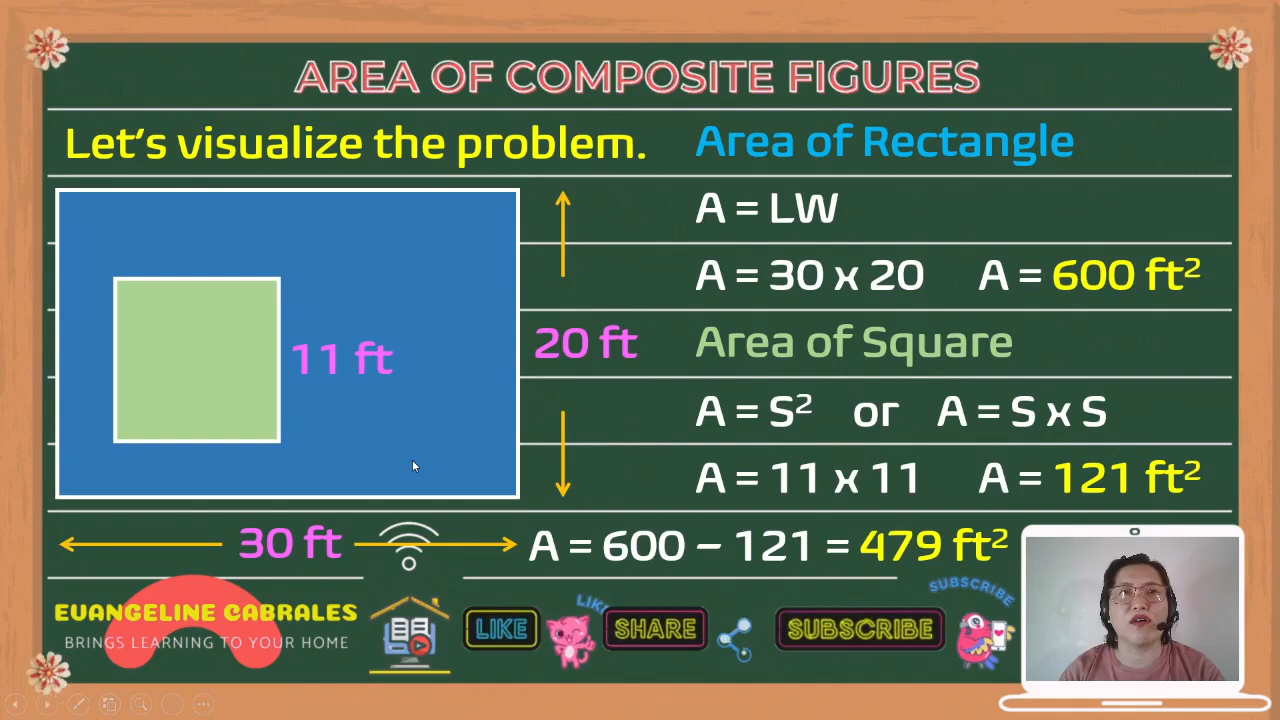 AREA OF COMPOSITE FIGURES
Let's visualize the problem.
11 ft
20 ft
30 ft
Area of Rectangle
A = LW
A = 30 x 20 A = 600 ft²
Area of Square
A = S² or A = S x S
A = 11 x 11 A = 121 ft²
A = 600 – 121 = 479 ft²
EVANGELINE CABRALES
BRINGS LEARNING TO YOUR HOME
LIKE
LIKE
SHARE
SUBSCRIBE
SUBSCRIBE